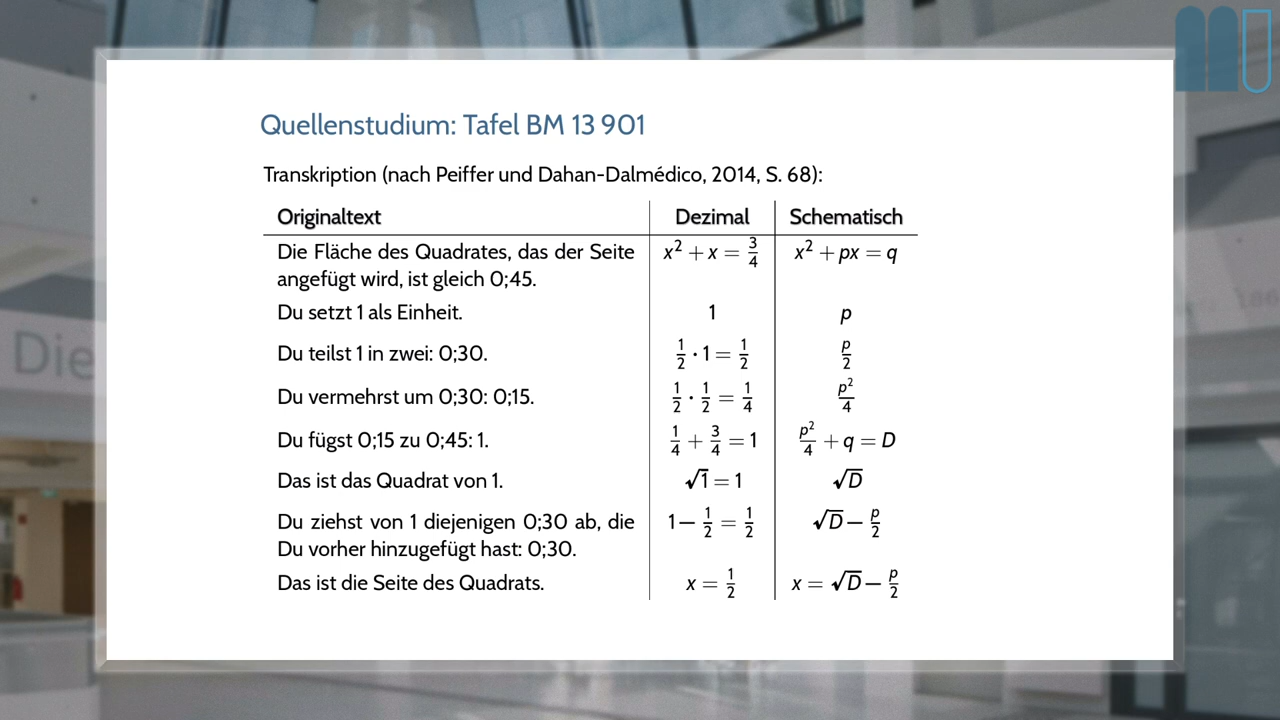 Quellenstudium: Tafel BM 13 901
Transkription (nach Peiffer und Dahan-Dalmédico, 2014, S. 68):
Originaltext Dezimal Schematisch
Die Fläche des Quadrates, das der Seite x² + x = 3/4 x² + px = q
angefügt wird, ist gleich 0;45.
Du setzt 1 als Einheit. 1 p
Du teilst 1 in zwei: 0;30. 1/2 · 1 = 1/2 p/2
Du vermehrst um 0;30: 0;15. 1/2 · 1/2 = 1/4 p²/4
Du fügst 0;15 zu 0;45: 1. 1/4 + 3/4 = 1 p²/4 + q = D
Das ist das Quadrat von 1. √1 = 1 √D
Du ziehst von 1 diejenigen 0;30 ab, die 1 − 1/2 = 1/2 √D − p/2
Du vorher hinzugefügt hast: 0;30.
Das ist die Seite des Quadrats. x = 1/2 x = √D − p/2
Die